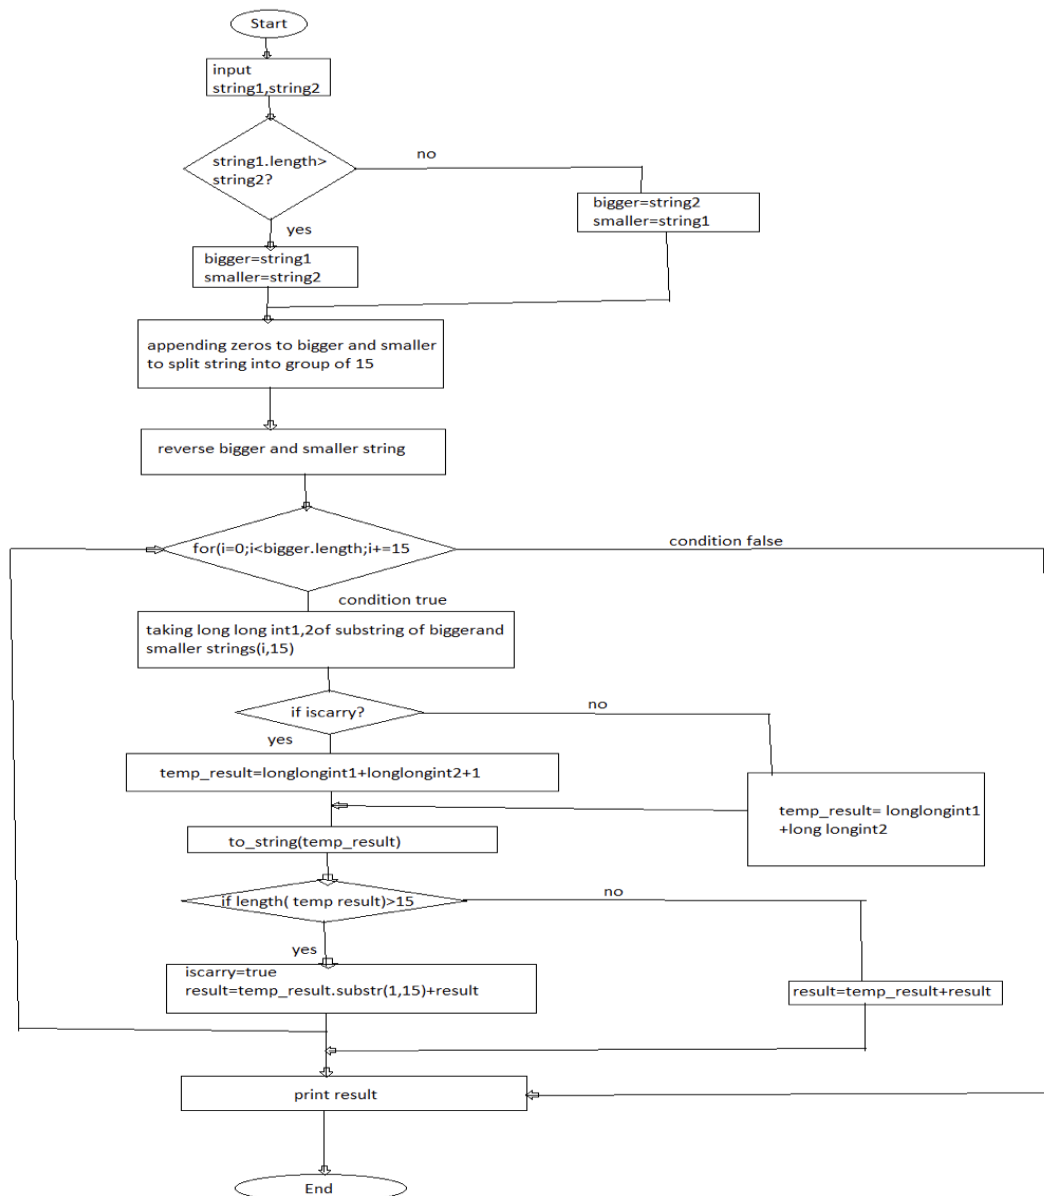 Start
input
string1,string2
string1.length>
string2?
no
yes
bigger=string2
smaller=string1
bigger=string1
smaller=string2
appending zeros to bigger and smaller
to split string into group of 15
reverse bigger and smaller string
for(i=0;i<bigger.length;i+=15
condition false
condition true
taking long long int1,2of substring of biggerand
smaller strings(i,15)
if iscarry?
no
yes
temp_result=longlongint1+longlongint2+1
temp_result= longlongint1
+long longint2
to_string(temp_result)
if length( temp result)>15
no
yes
iscarry=true
result=temp_result.substr(1,15)+result
result=temp_result+result
print result
End